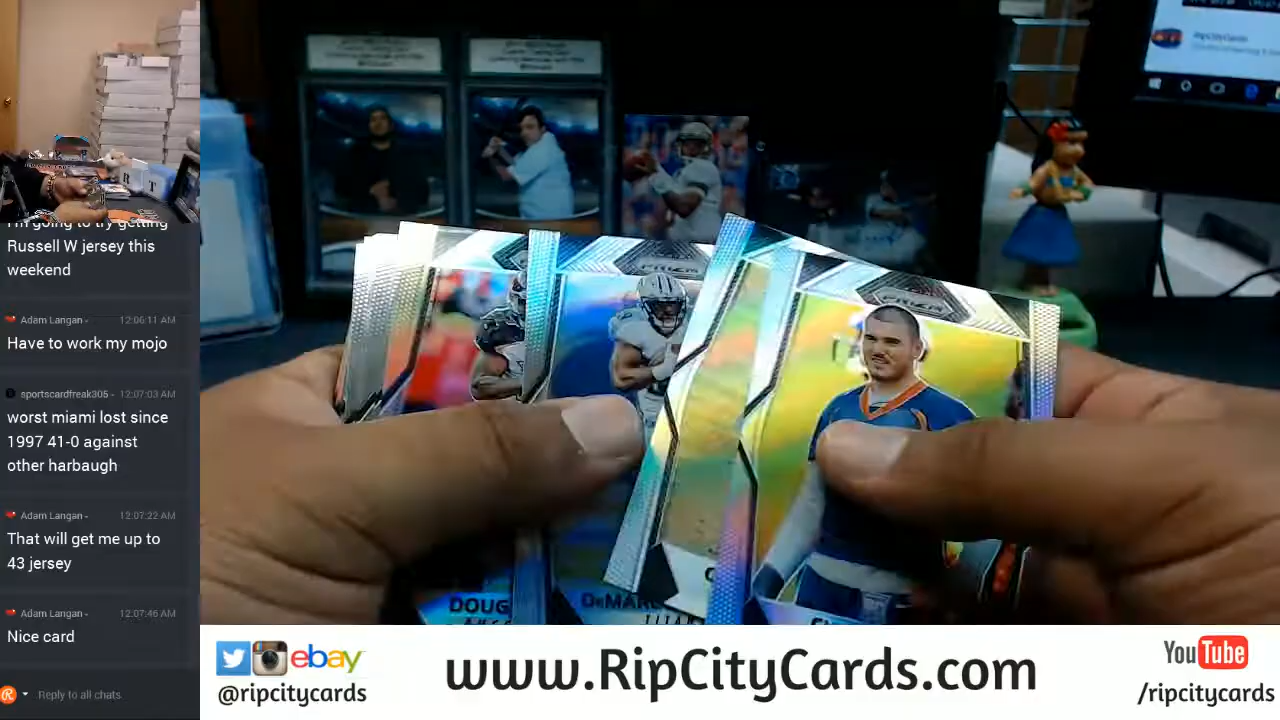 I'm going to try getting
Russell W jersey this
weekend
Adam Langan
12:06:11 AM
Have to work my mojo
sportscardfreak305
12:07:03 AM
worst miami lost since
1997 41-0 against
other harbaugh
Adam Langan
12:07:22 AM
That will get me up to
43 jersey
Adam Langan
12:07:46 AM
Nice card
Reply to all chats
RipCityCards
PRIZM
PRIZM
DOUG
ebay
@ripcitycards
www.RipCityCards.com
YouTube
/ripcitycards